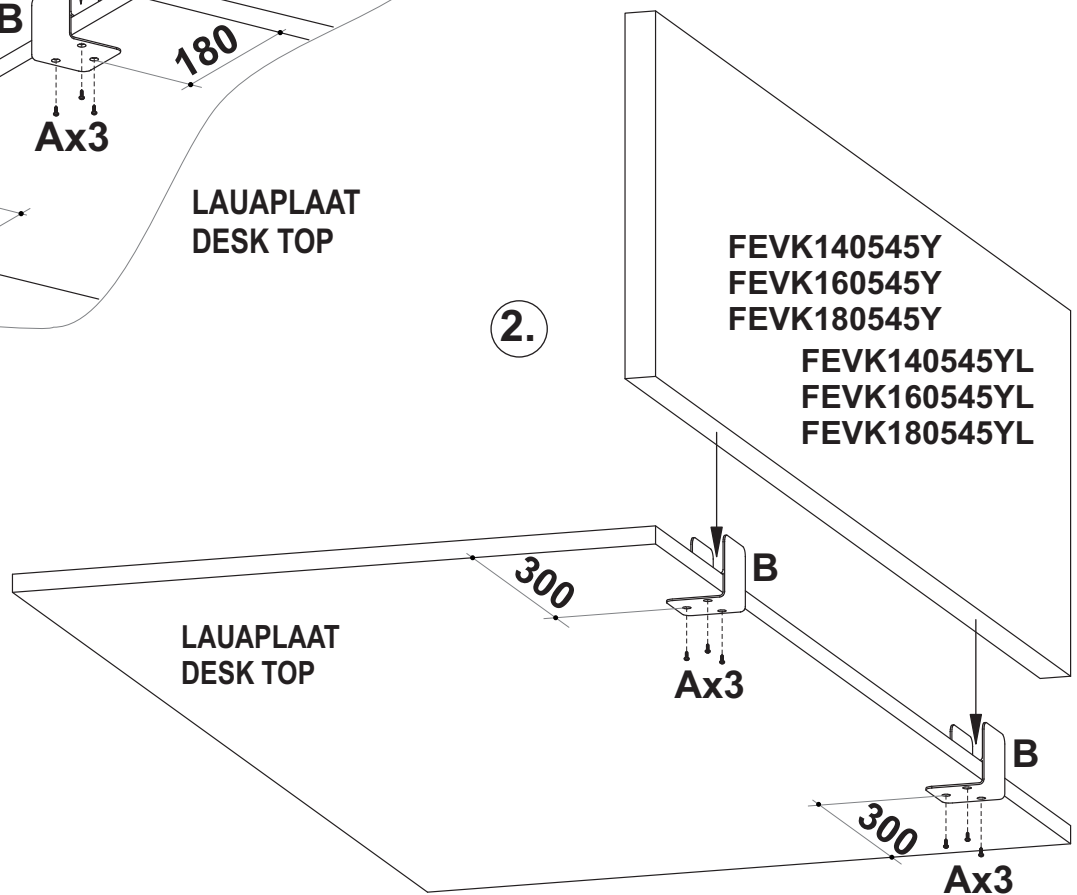 B
180
Ax3
LAUAPLAAT
DESK TOP
2.
FEVK140545Y
FEVK160545Y
FEVK180545Y
FEVK140545YL
FEVK160545YL
FEVK180545YL
300
B
LAUAPLAAT
DESK TOP
Ax3
B
300
Ax3